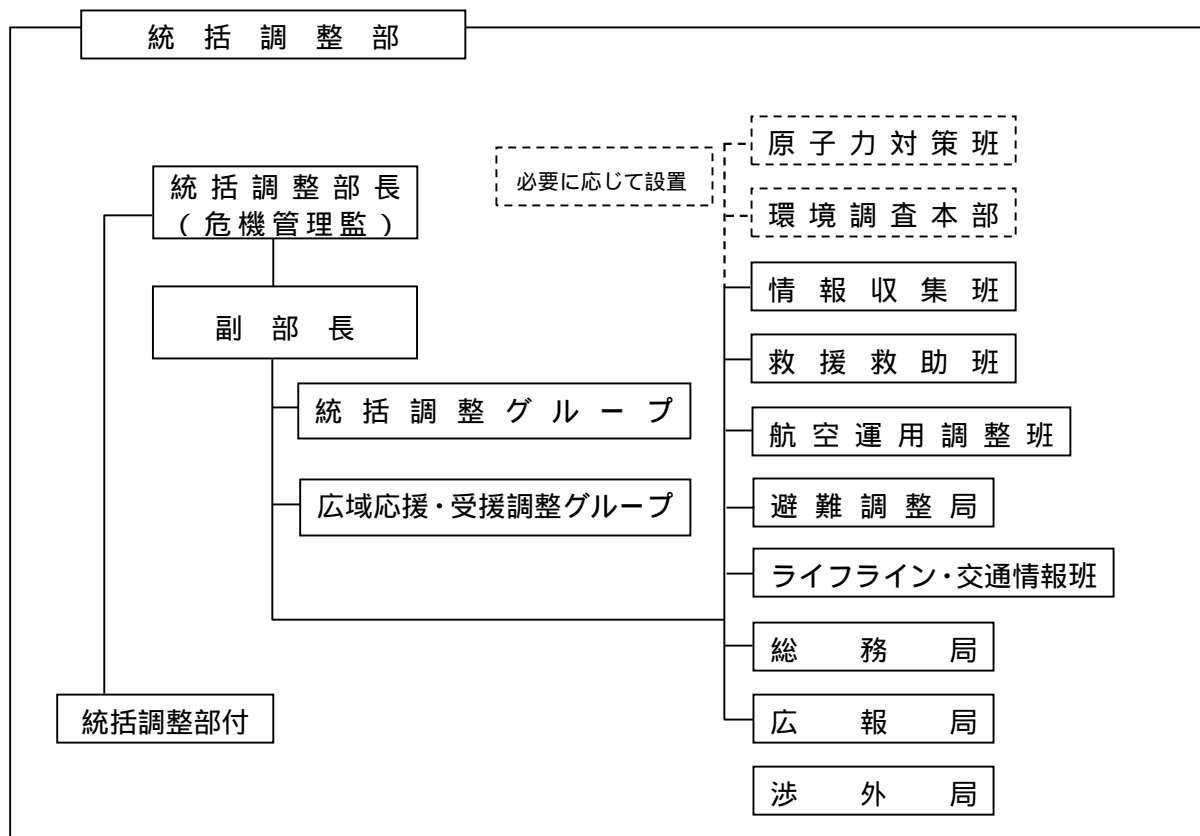 統括調整部
統括調整部長
(危機管理監)
副部長
統括調整グループ
広域応援・受援調整グループ
統括調整部付
必要に応じて設置
原子力対策班
環境調査本部
情報収集班
救援救助班
航空運用調整班
避難調整局
ライフライン・交通情報班
総務局
広報局
渉外局